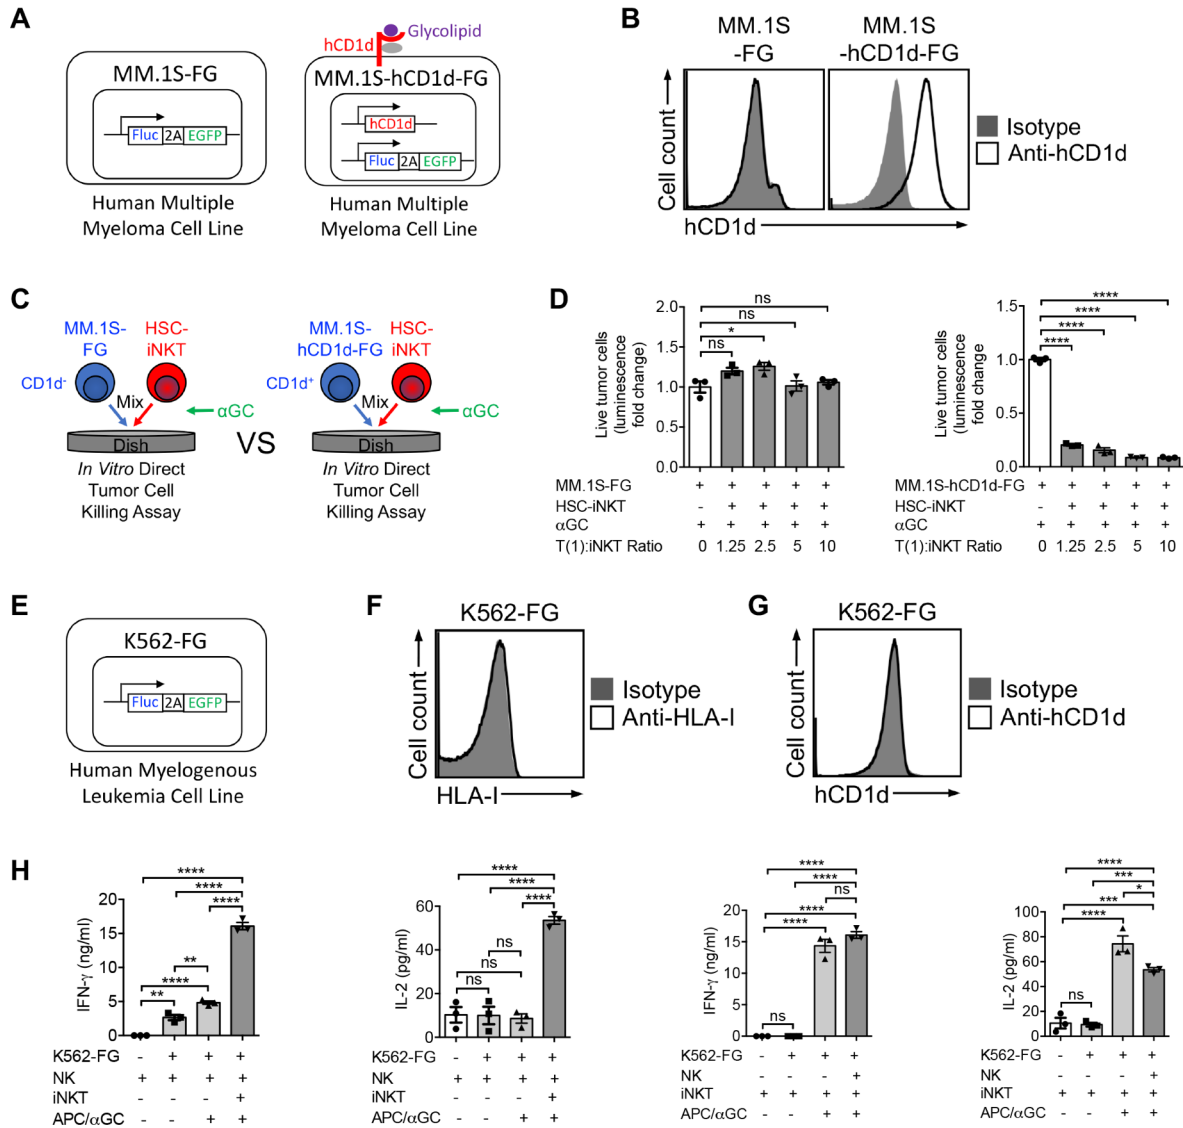 A
hCD1d
Glycolipid
MM.1S-FG
Fluc 2A EGFP
Human Multiple
Myeloma Cell Line
MM.1S-hCD1d-FG
hCD1d
Fluc 2A EGFP
Human Multiple
Myeloma Cell Line
B
MM.1S
-FG
MM.1S
-hCD1d-FG
Cell count
hCD1d
Isotype
Anti-hCD1d
C
MM.1S-
FG
HSC-
iNKT
CD1d-
Mix
αGC
Dish
In Vitro Direct
Tumor Cell
Killing Assay
VS
MM.1S-
hCD1d-FG
HSC-
iNKT
CD1d+
Mix
αGC
Dish
In Vitro Direct
Tumor Cell
Killing Assay
D
Live tumor cells
(luminescence
fold change)
2.0
1.5
1.0
0.5
0.0
ns
ns
*
ns
MM.1S-FG + + + + +
HSC-iNKT - + + + +
αGC + + + + +
T(1):iNKT Ratio 0 1.25 2.5 5 10
Live tumor cells
(luminescence
fold change)
1.5
1.0
0.5
0.0
****
****
****
****
MM.1S-hCD1d-FG + + + + +
HSC-iNKT - + + + +
αGC + + + + +
T(1):iNKT Ratio 0 1.25 2.5 5 10
E
K562-FG
Fluc 2A EGFP
Human Myelogenous
Leukemia Cell Line
F
K562-FG
Cell count
HLA-I
Isotype
Anti-HLA-I
G
K562-FG
Cell count
hCD1d
Isotype
Anti-hCD1d
H
IFN-γ (ng/ml)
20
15
10
5
0
****
****
****
**
****
**
K562-FG - + + +
NK + + + +
iNKT - - - +
APC/αGC - - + +
IL-2 (pg/ml)
60
40
20
0
****
****
****
ns
ns
ns
K562-FG - + + +
NK + + + +
iNKT - - - +
APC/αGC - - + +
IFN-γ (ng/ml)
20
15
10
5
0
****
****
ns
****
****
ns
K562-FG - + + +
NK - - - +
iNKT + + + +
APC/αGC - - + +
IL-2 (pg/ml)
100
80
60
40
20
0
****
***
*
***
****
ns
K562-FG - + + +
NK - - - +
iNKT + + + +
APC/αGC - - + +